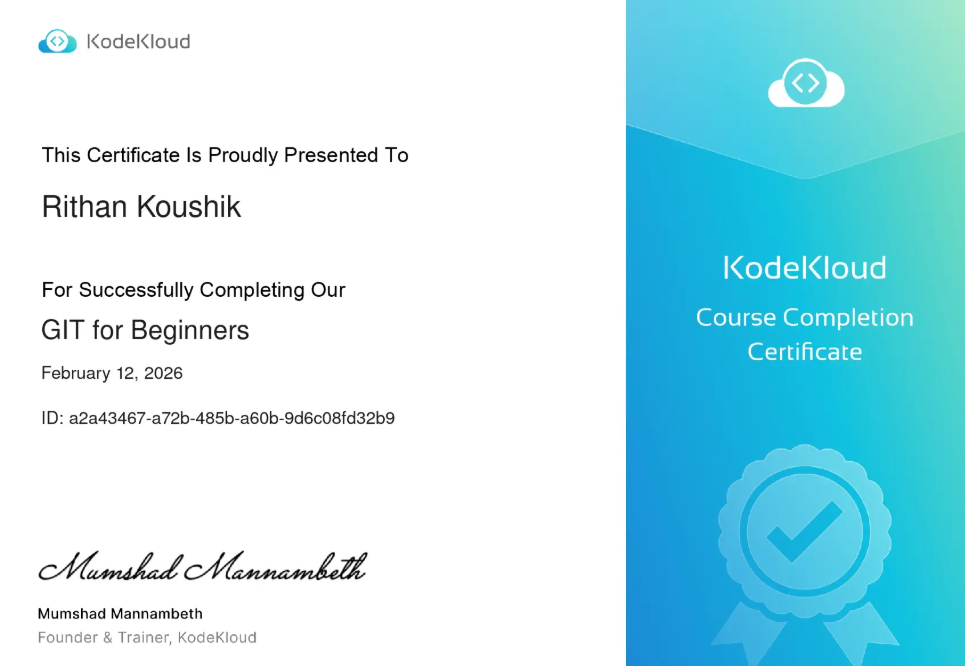 KodeKloud
This Certificate Is Proudly Presented To
Rithan Koushik
For Successfully Completing Our
GIT for Beginners
February 12, 2026
ID: a2a43467-a72b-485b-a60b-9d6c08fd32b9
Mumshad Mannambeth
Mumshad Mannambeth
Founder & Trainer, KodeKloud
KodeKloud
Course Completion
Certificate